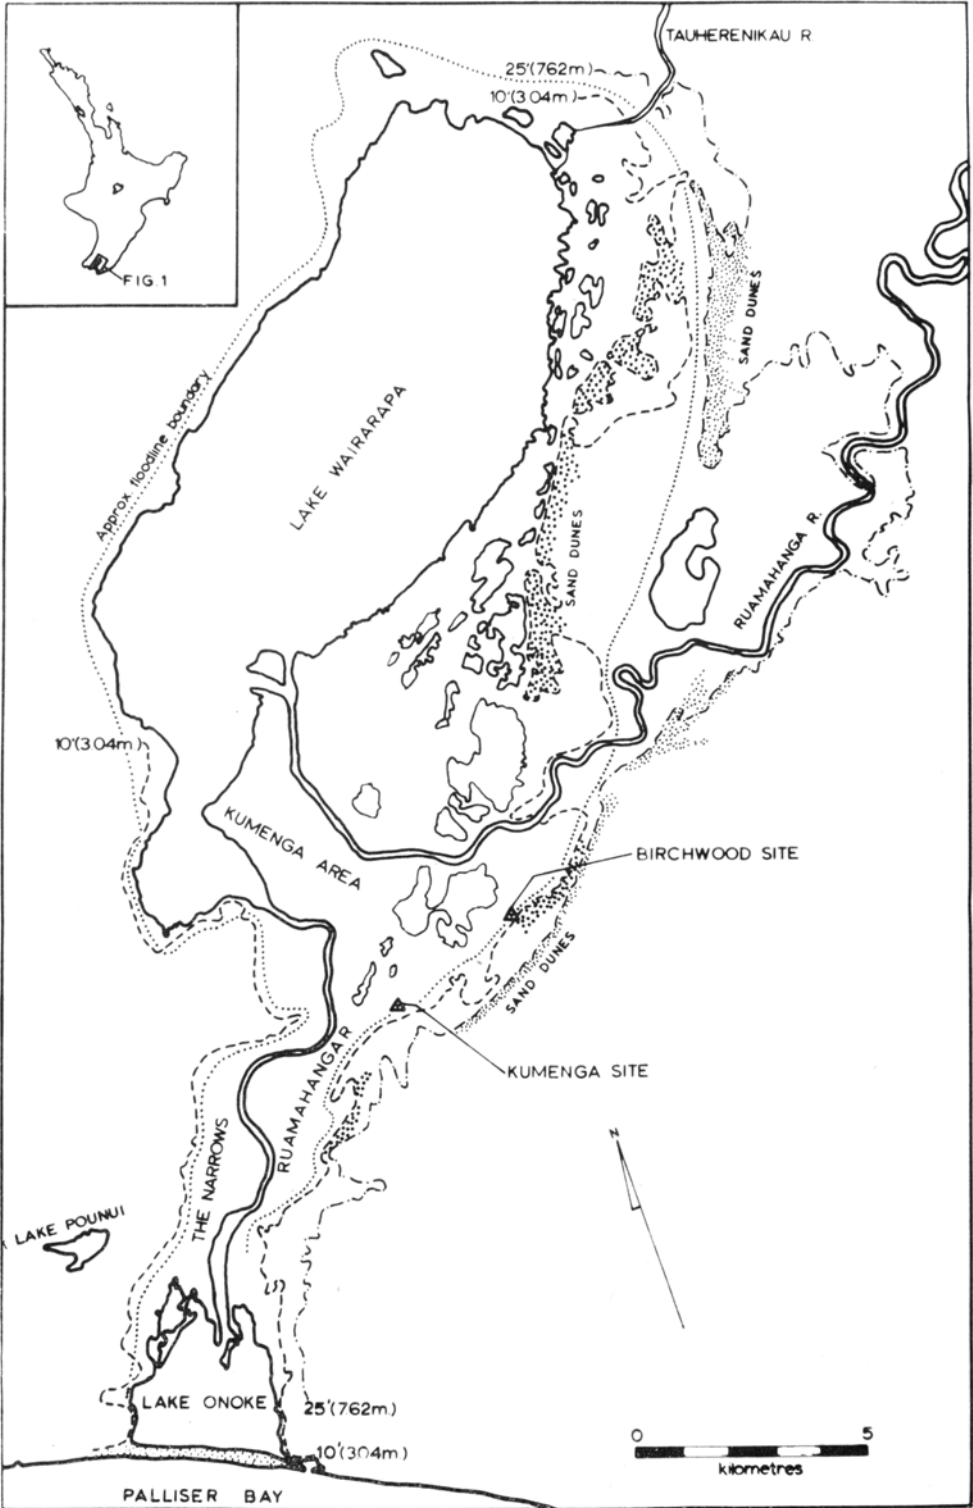 TAUHERENIKAU R.
25'(7.62m)
10'(3.04m)
FIG.1
SAND DUNES
Approx. floodline boundary
LAKE WAIRARAPA
SAND DUNES
RUAMAHANGA R.
10'(3.04m)
KUMENGA AREA
BIRCHWOOD SITE
SAND DUNES
KUMENGA SITE
RUAMAHANGA R
THE NARROWS
N
LAKE POUNUI
LAKE ONOKE
25'(7.62m.)
10'(3.04m)
0 5
kilometres
PALLISER BAY